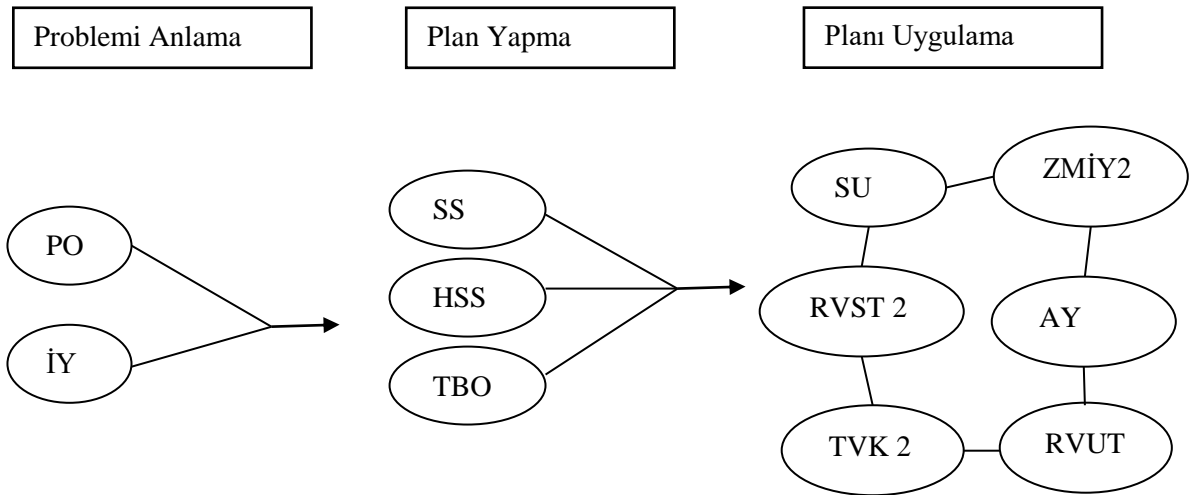 Problemi Anlama
Plan Yapma
Planı Uygulama
PO
İY
SS
HSS
TBO
SU
ZMİY2
RVST 2
AY
TVK 2
RVUT